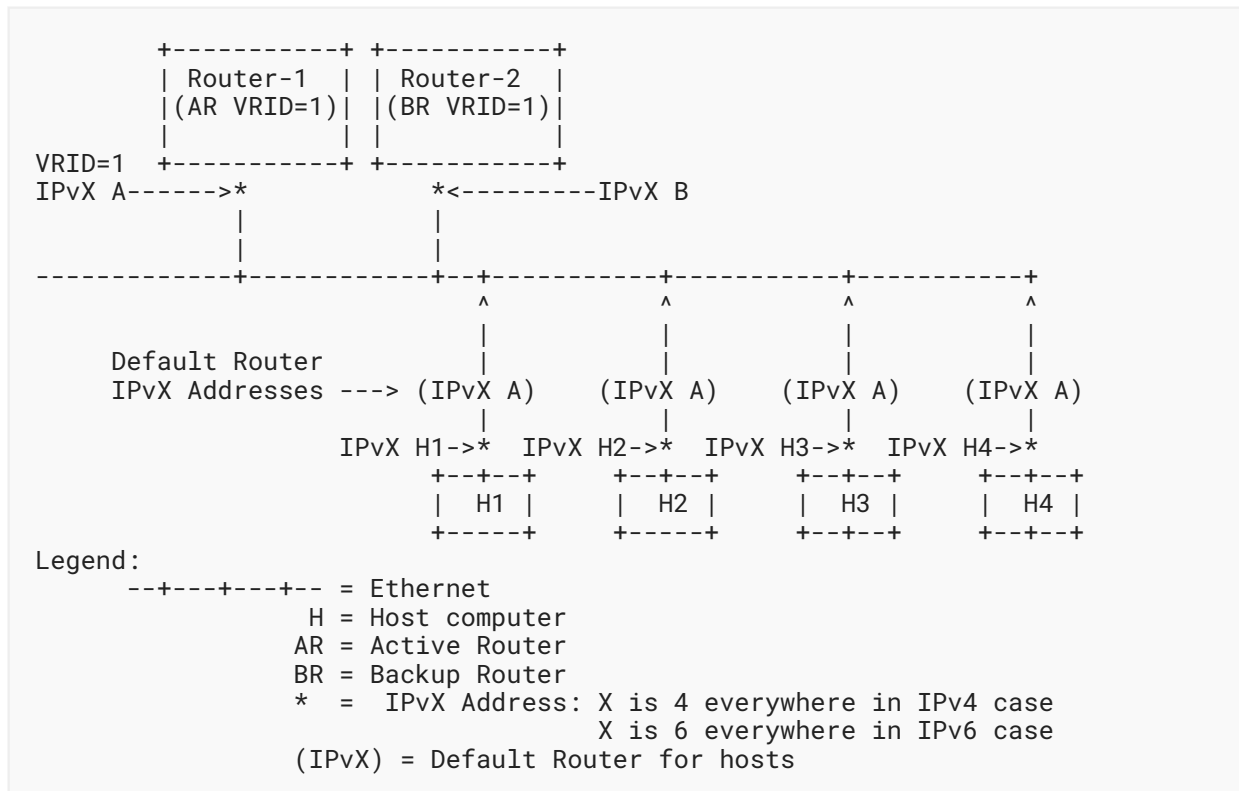 +-----------+ +-----------+
| Router-1 | | Router-2 |
|(AR VRID=1)| |(BR VRID=1)|
| | | |
VRID=1 +-----------+ +-----------+
IPvX A------>* *<---------IPvX B
| |
| |
-------------+------------+--+-----------+-----------+-----------+
^ ^ ^ ^
| | | |
Default Router | | | |
IPvX Addresses ---> (IPvX A) (IPvX A) (IPvX A) (IPvX A)
| | | |
IPvX H1->* IPvX H2->* IPvX H3->* IPvX H4->*
+--+--+ +--+--+ +--+--+ +--+--+
| H1 | | H2 | | H3 | | H4 |
+-----+ +-----+ +--+--+ +--+--+
Legend:
--+---+---+-- = Ethernet
H = Host computer
AR = Active Router
BR = Backup Router
* = IPvX Address: X is 4 everywhere in IPv4 case
X is 6 everywhere in IPv6 case
(IPvX) = Default Router for hosts